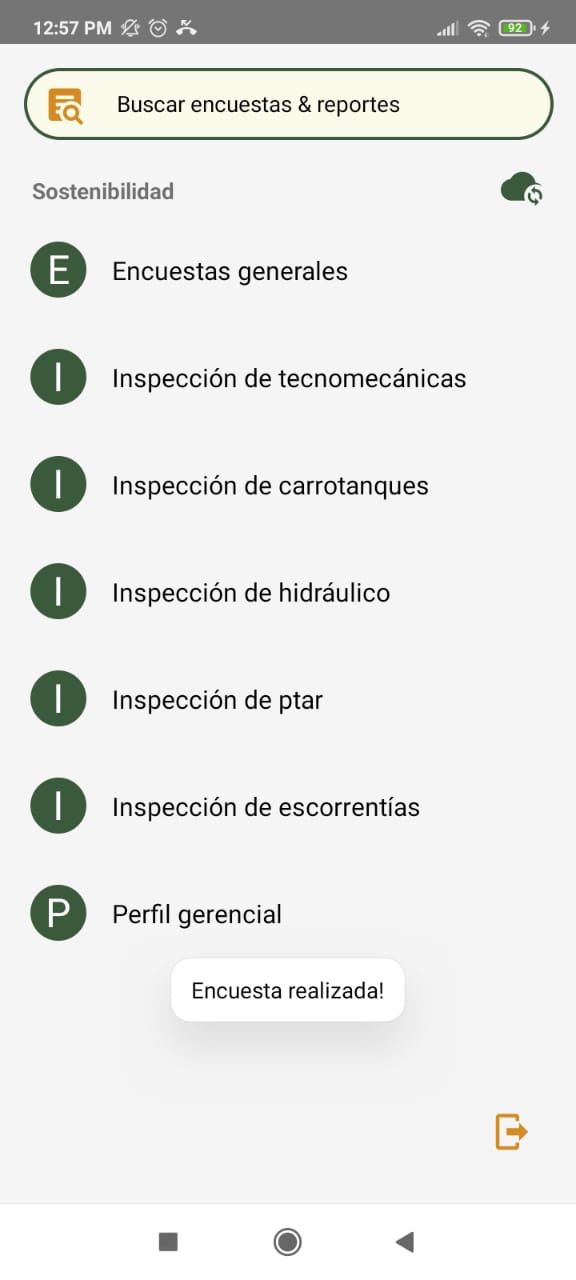 12:57 PM 92
Buscar encuestas & reportes
Sostenibilidad
E Encuestas generales
I Inspección de tecnomecánicas
I Inspección de carrotanques
I Inspección de hidráulico
I Inspección de ptar
I Inspección de escorrentías
P Perfil gerencial
Encuesta realizada!